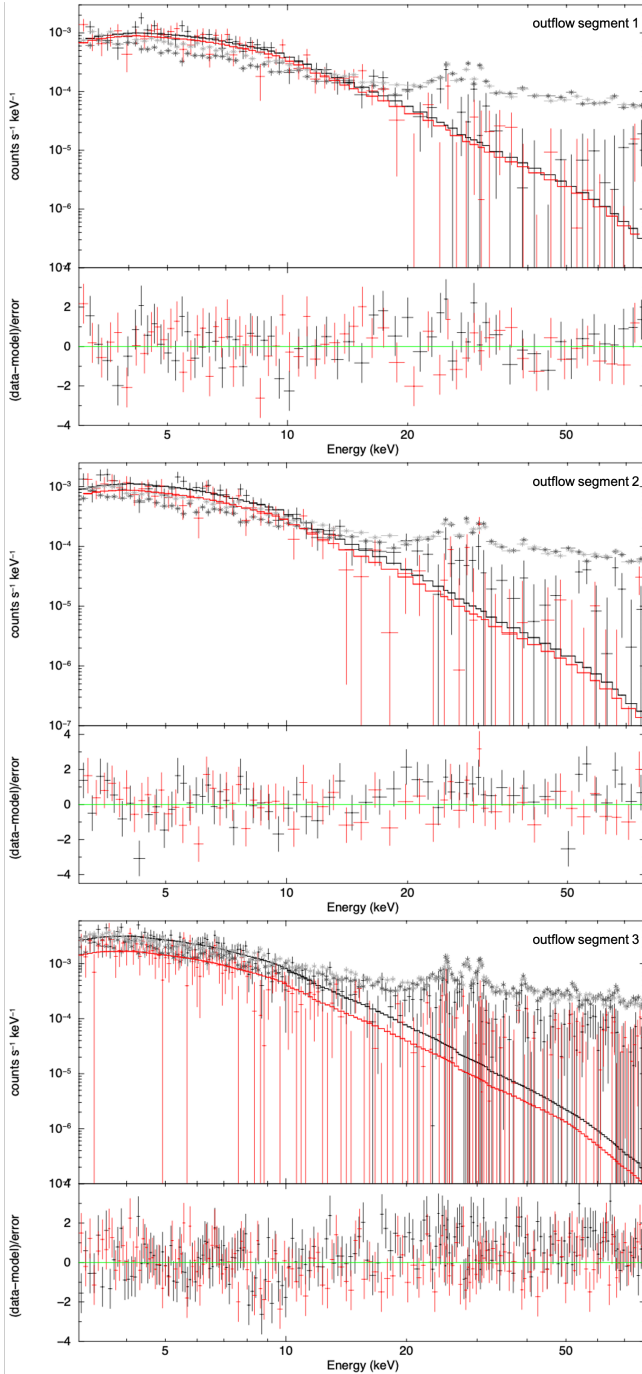 outflow segment 1
10⁻³
10⁻⁴
10⁻⁵
10⁻⁶
counts s⁻¹ keV⁻¹
2
0
−2
−4
(data−model)/error
5 10 20 50
Energy (keV)
outflow segment 2
10⁻³
10⁻⁴
10⁻⁵
10⁻⁶
10⁻⁷
counts s⁻¹ keV⁻¹
4
2
0
−2
−4
(data−model)/error
5 10 20 50
Energy (keV)
outflow segment 3
10⁻³
10⁻⁴
10⁻⁵
10⁻⁶
counts s⁻¹ keV⁻¹
2
0
−2
−4
(data−model)/error
5 10 20 50
Energy (keV)